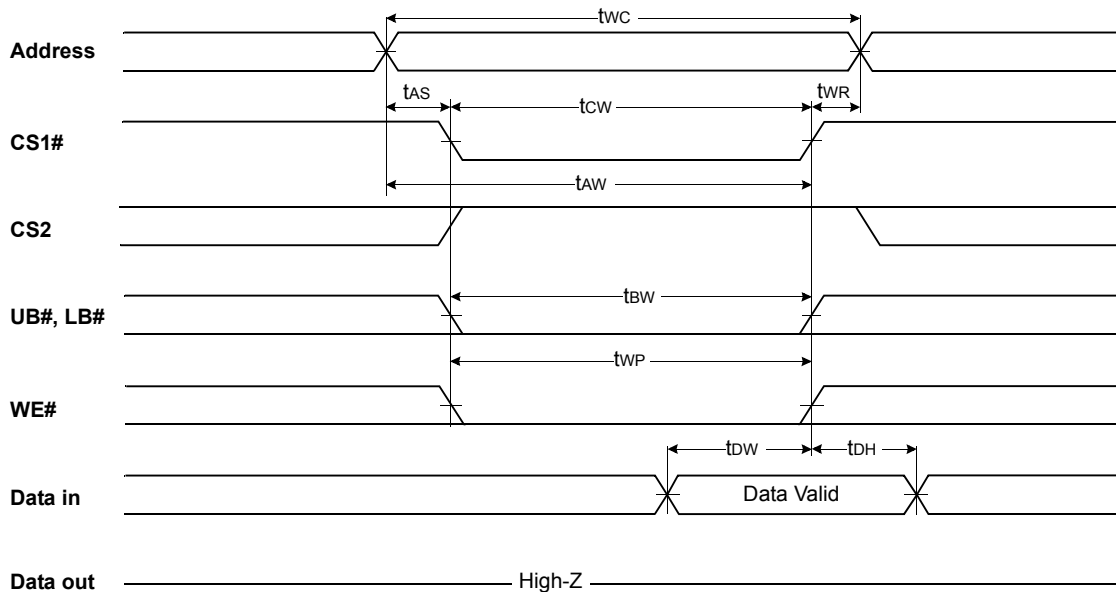 tWC
Address
tAS
tCW
tWR
CS1#
tAW
CS2
tBW
UB#, LB#
tWP
WE#
tDW
tDH
Data in
Data Valid
Data out
High-Z